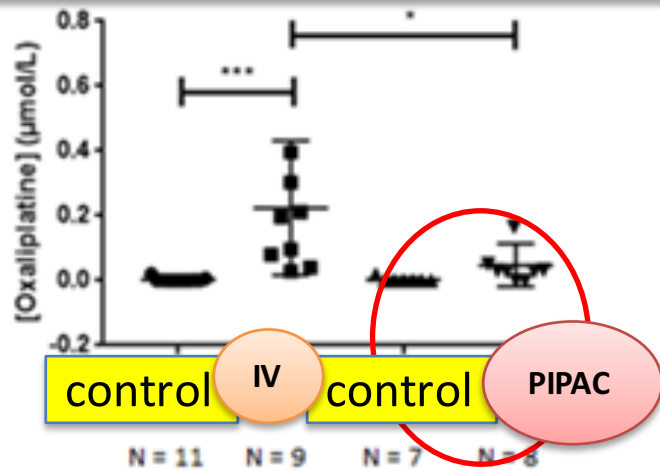 [Oxaliplatine] (µmol/L)
0.8
0.6
0.4
0.2
0.0
-0.2
***
*
control
IV
control
PIPAC
N = 11
N = 9
N = 7
N = 8